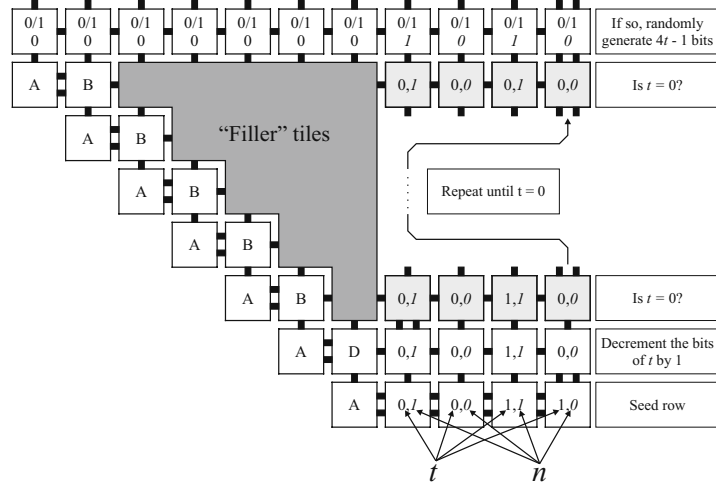 0/1 0/1 0/1 0/1 0/1 0/1 0/1 0/1 0/1 0/1 0/1 If so, randomly
0 0 0 0 0 0 0 1 0 1 0 generate 4t - 1 bits
A B 0,1 0,0 0,1 0,0 Is t = 0?
A B “Filler” tiles
A B Repeat until t = 0
A B
A B 0,1 0,0 1,1 0,0 Is t = 0?
A D 0,1 0,0 1,1 0,0 Decrement the bits
of t by 1
A 0,1 0,0 1,1 1,0 Seed row
t n